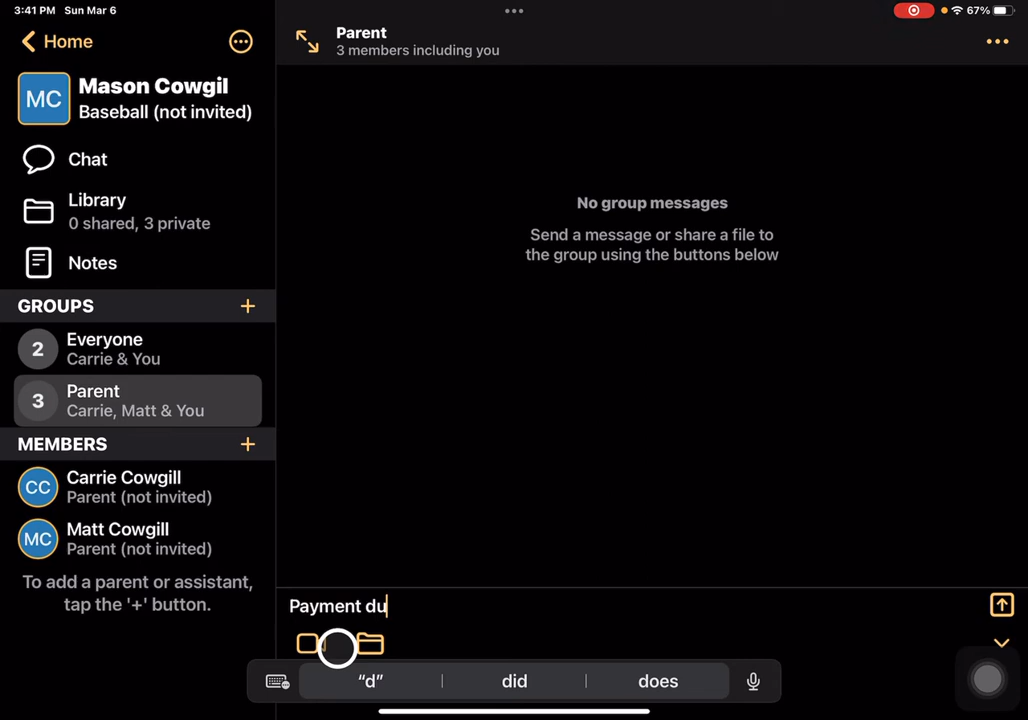 3:41 PM Sun Mar 6
67%
Home
MC
Mason Cowgil
Baseball (not invited)
Chat
Library
0 shared, 3 private
Notes
GROUPS +
2
Everyone
Carrie & You
3
Parent
Carrie, Matt & You
MEMBERS +
CC
Carrie Cowgill
Parent (not invited)
MC
Matt Cowgill
Parent (not invited)
To add a parent or assistant,
tap the '+' button.
Parent
3 members including you
No group messages
Send a message or share a file to
the group using the buttons below
Payment du
“d” did does